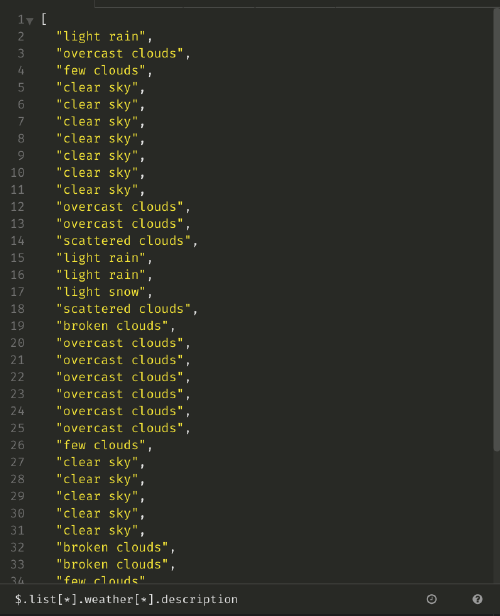 1 [
2 "light rain",
3 "overcast clouds",
4 "few clouds",
5 "clear sky",
6 "clear sky",
7 "clear sky",
8 "clear sky",
9 "clear sky",
10 "clear sky",
11 "clear sky",
12 "overcast clouds",
13 "overcast clouds",
14 "scattered clouds",
15 "light rain",
16 "light rain",
17 "light snow",
18 "scattered clouds",
19 "broken clouds",
20 "overcast clouds",
21 "overcast clouds",
22 "overcast clouds",
23 "overcast clouds",
24 "overcast clouds",
25 "overcast clouds",
26 "few clouds",
27 "clear sky",
28 "clear sky",
29 "clear sky",
30 "clear sky",
31 "clear sky",
32 "broken clouds",
33 "broken clouds",
34 "few clouds"
$.list[*].weather[*].description